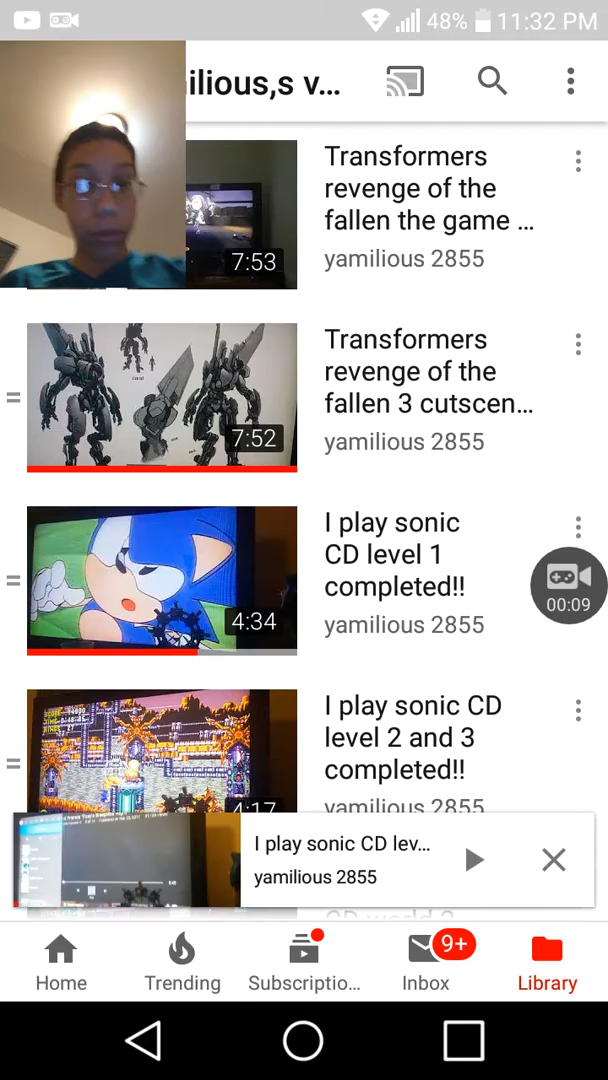 48% 11:32 PM
ilious,s v...
Transformers
revenge of the
fallen the game ...
7:53
yamilious 2855
Transformers
revenge of the
fallen 3 cutscen...
7:52
yamilious 2855
I play sonic
CD level 1
completed!!
00:09
4:34
yamilious 2855
I play sonic CD
level 2 and 3
completed!!
4:17
yamilious 2855
I play sonic CD lev...
yamilious 2855
Home
Trending
Subscriptio...
9+
Inbox
Library